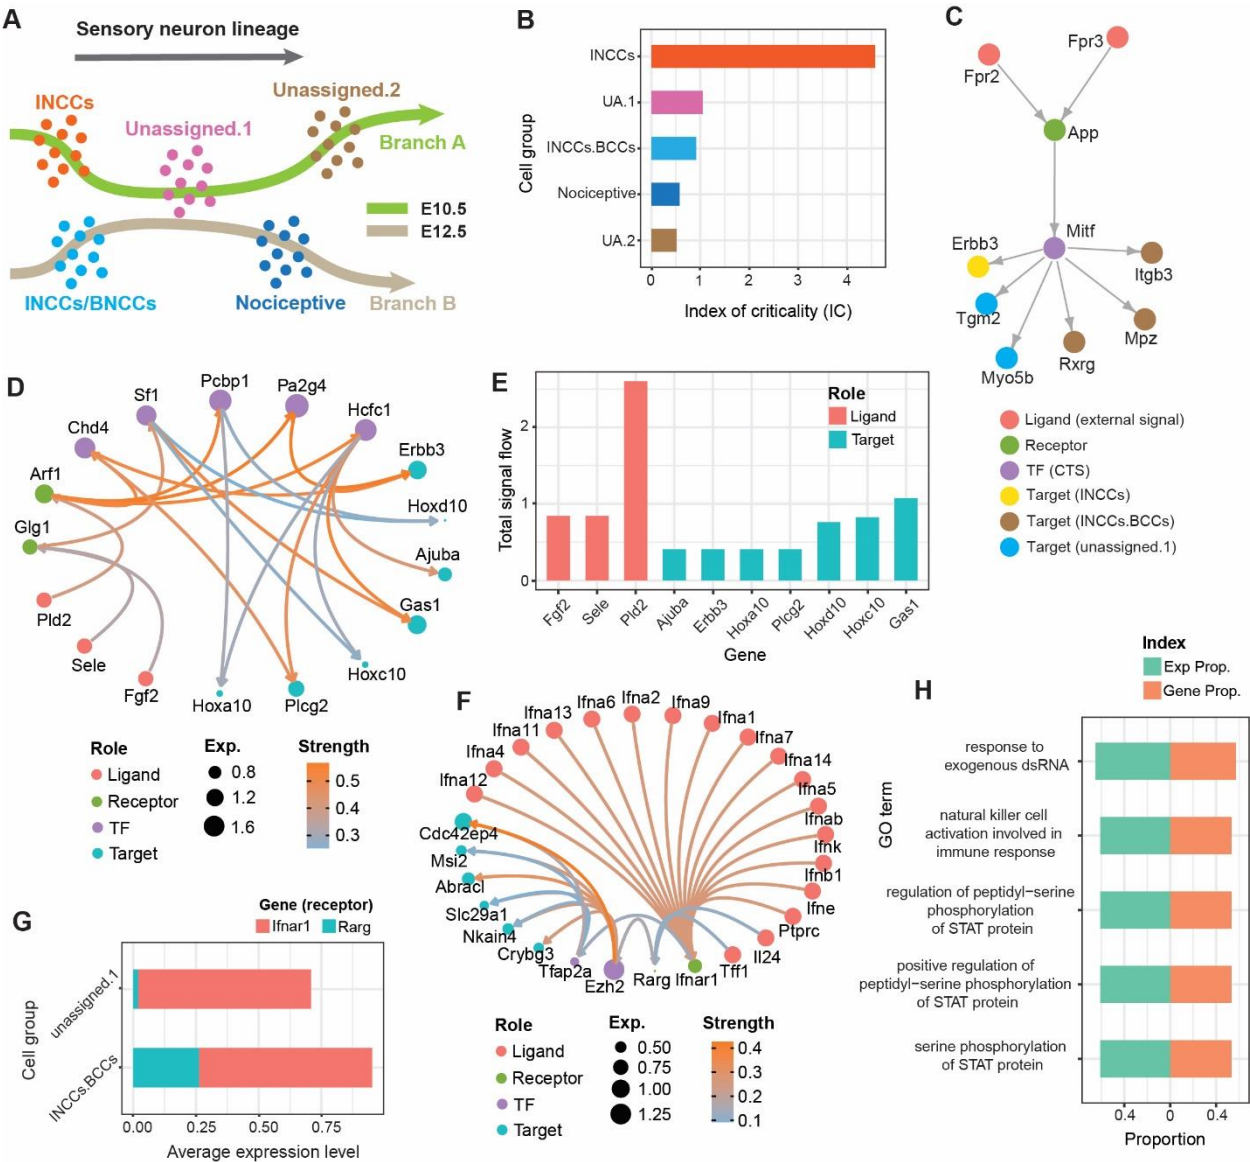 A
Sensory neuron lineage
INCCs
Unassigned.1
Unassigned.2
Branch A
E10.5
E12.5
INCCs/BNCCs
Nociceptive
Branch B
B
Cell group
INCCs
UA.1
INCCs.BCCs
Nociceptive
UA.2
0 1 2 3 4
Index of criticality (IC)
C
Fpr3
Fpr2
App
Mitf
Erbb3
Itgb3
Tgm2
Mpz
Rxrg
Myo5b
Ligand (external signal)
Receptor
TF (CTS)
Target (INCCs)
Target (INCCs.BCCs)
Target (unassigned.1)
D
Pcbp1
Pa2g4
Sf1
Hcfc1
Chd4
Erbb3
Arf1
Hoxd10
Glg1
Ajuba
Gas1
Pld2
Sele
Hoxc10
Fgf2
Hoxa10
Plcg2
Role
Ligand
Receptor
TF
Target
Exp.
0.8
1.2
1.6
Strength
0.5
0.4
0.3
E
Total signal flow
2
1
0
Role
Ligand
Target
Fgf2 Sele Pld2 Ajuba Erbb3 Hoxa10 Plcg2 Hoxd10 Hoxc10 Gas1
Gene
F
Ifna2
Ifna6
Ifna9
Ifna13
Ifna1
Ifna11
Ifna7
Ifna4
Ifna14
Ifna12
Ifna5
Ifnab
Cdc42ep4
Ifnk
Msi2
Ifnb1
Abracl
Ifne
Slc29a1
Ptprc
Nkain4
Il24
Crybg3
Tff1
Tfap2a
Ezh2
Rarg
Ifnar1
Role
Ligand
Receptor
TF
Target
Exp.
0.50
0.75
1.00
1.25
Strength
0.4
0.3
0.2
0.1
G
Gene (receptor)
Ifnar1
Rarg
Cell group
unassigned.1
INCCs.BCCs
0.00 0.25 0.50 0.75
Average expression level
H
Index
Exp Prop.
Gene Prop.
GO term
response to
exogenous dsRNA
natural killer cell
activation involved in
immune response
regulation of peptidyl−serine
phosphorylation
of STAT protein
positive regulation of
peptidyl−serine phosphorylation
of STAT protein
serine phosphorylation
of STAT protein
0.4 0 0.4
Proportion